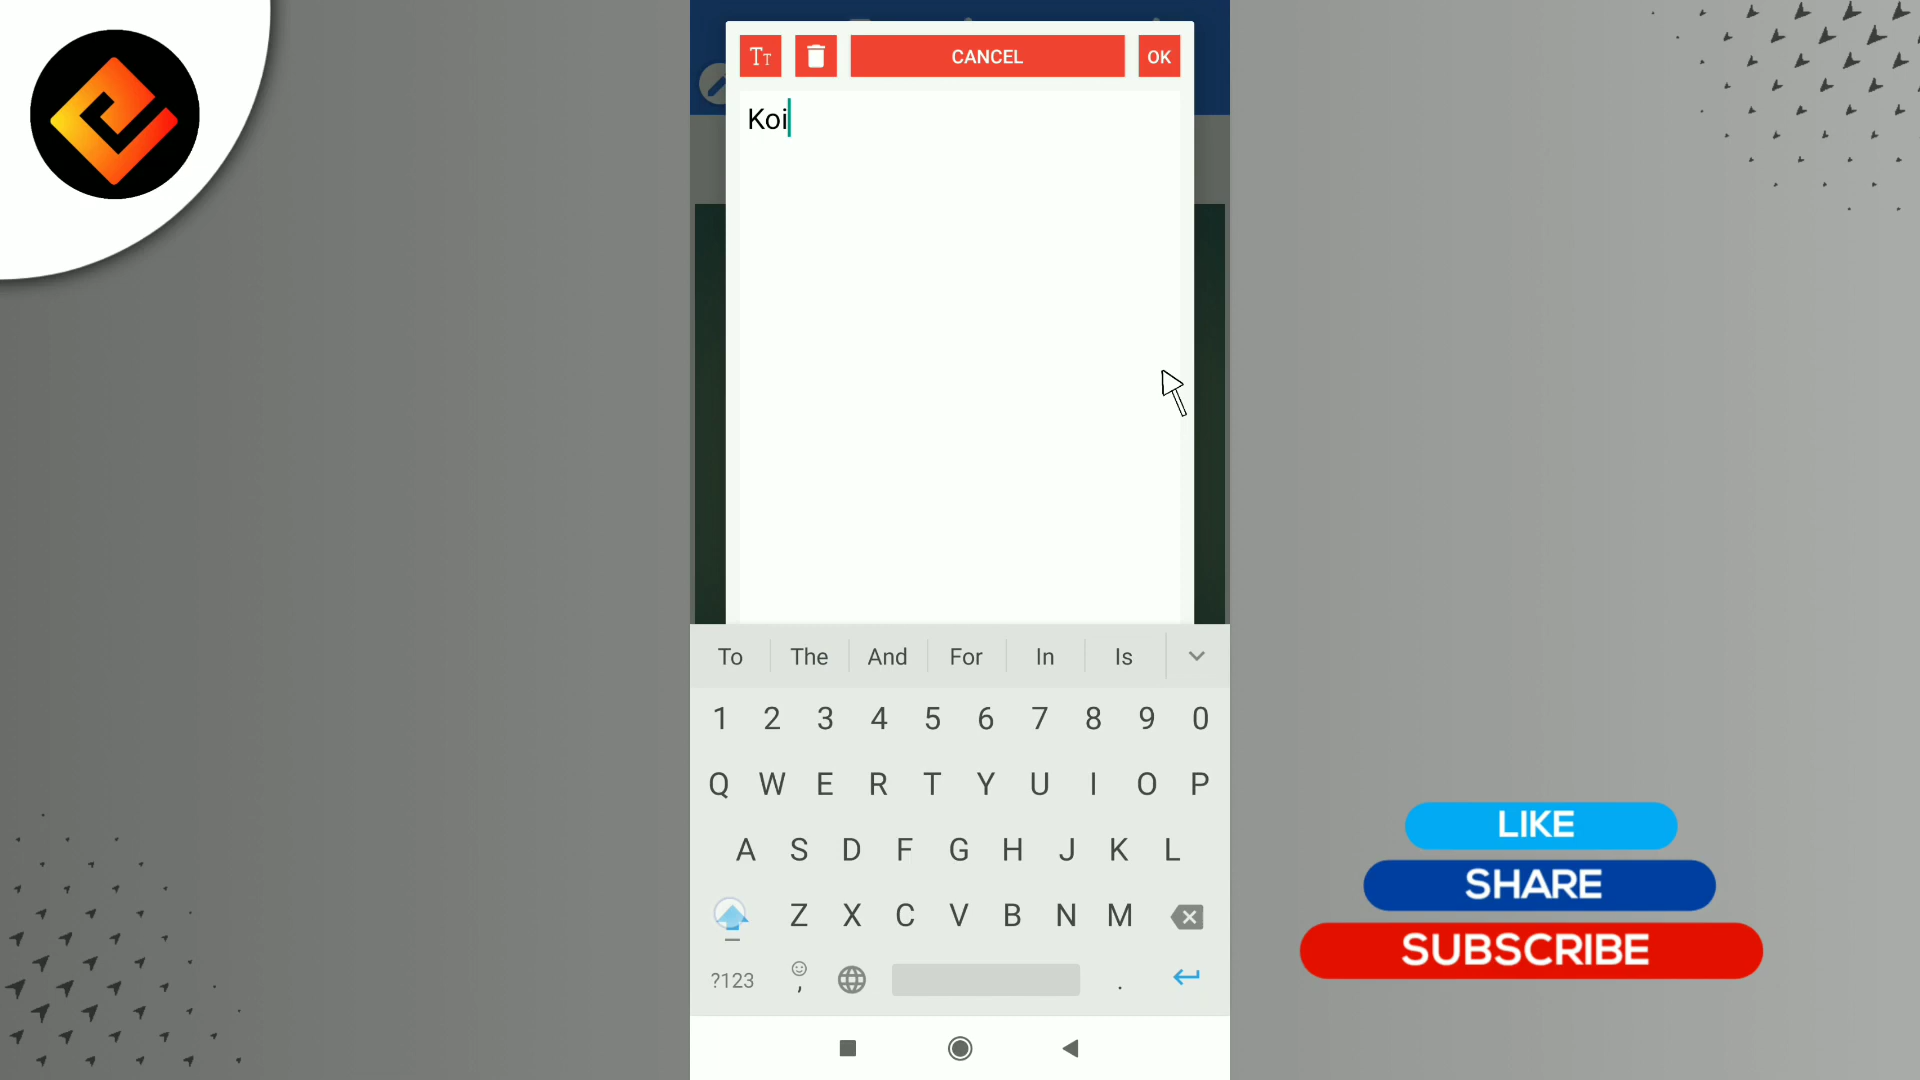 TT CANCEL OK
Koi
To The And For In Is
1 2 3 4 5 6 7 8 9 0
Q W E R T Y U I O P
A S D F G H J K L
Z X C V B N M
?123 , .
LIKE
SHARE
SUBSCRIBE